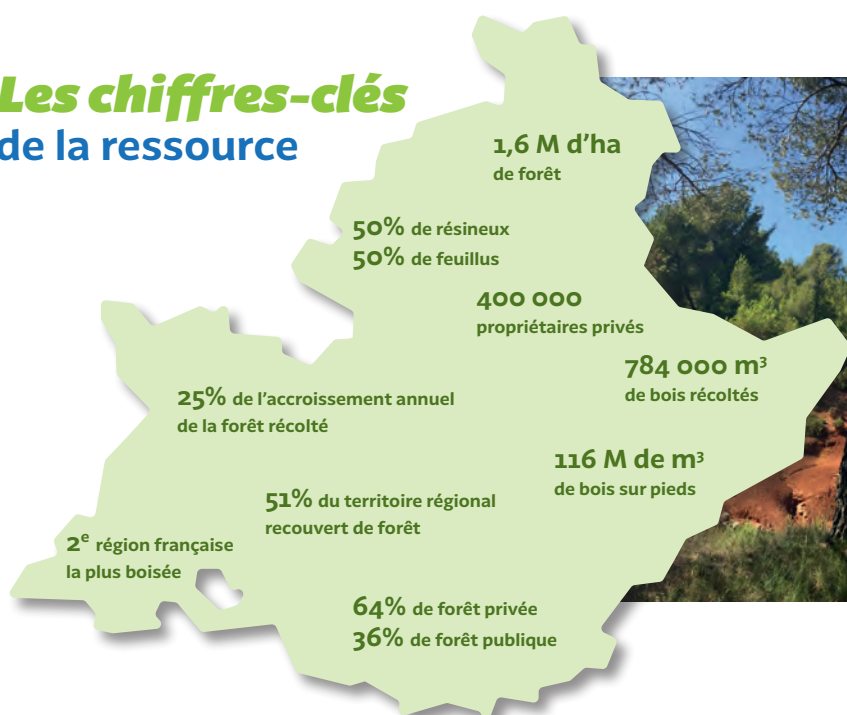 Les chiffres-clés
de la ressource
1,6 M d'ha
de forêt
50% de résineux
50% de feuillus
400 000
propriétaires privés
784 000 m³
de bois récoltés
25% de l'accroissement annuel
de la forêt récolté
116 M de m³
de bois sur pieds
51% du territoire régional
recouvert de forêt
2e région française
la plus boisée
64% de forêt privée
36% de forêt publique